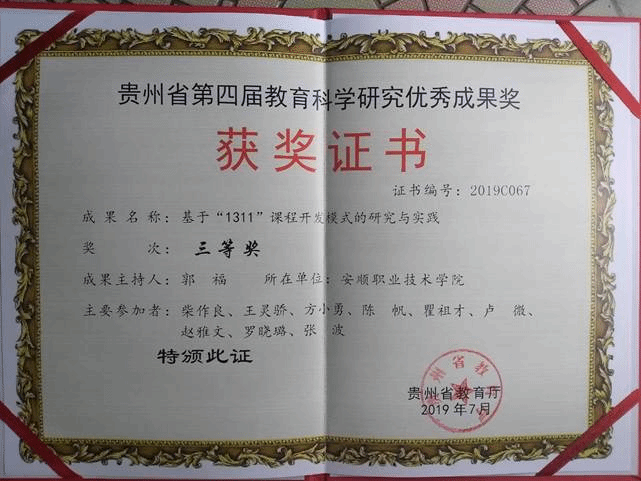 贵州省第四届教育科学研究优秀成果奖
获奖证书
证书编号：2019C067
成果名称：基于“1311”课程开发模式的研究与实践
奖 次：三等奖
成果主持人：郭 福 所在单位：安顺职业技术学院
主要参加者：柴作良、王灵骄、方小勇、陈 帆、瞿祖才、卢 微、
赵雅文、罗晓璐、张 波
特颁此证
贵州省教育厅
2019年7月